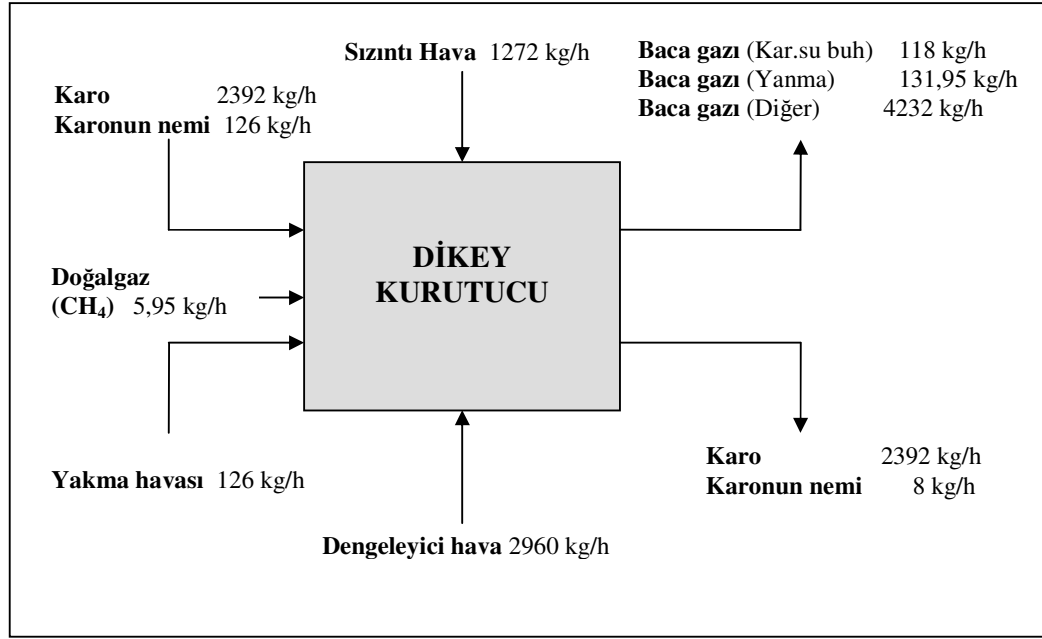 Sızıntı Hava 1272 kg/h
Baca gazı (Kar.su buh) 118 kg/h
Baca gazı (Yanma) 131,95 kg/h
Baca gazı (Diğer) 4232 kg/h
Karo 2392 kg/h
Karonun nemi 126 kg/h
DİKEY
KURUTUCU
Doğalgaz
(CH₄) 5,95 kg/h
Yakma havası 126 kg/h
Karo 2392 kg/h
Karonun nemi 8 kg/h
Dengeleyici hava 2960 kg/h